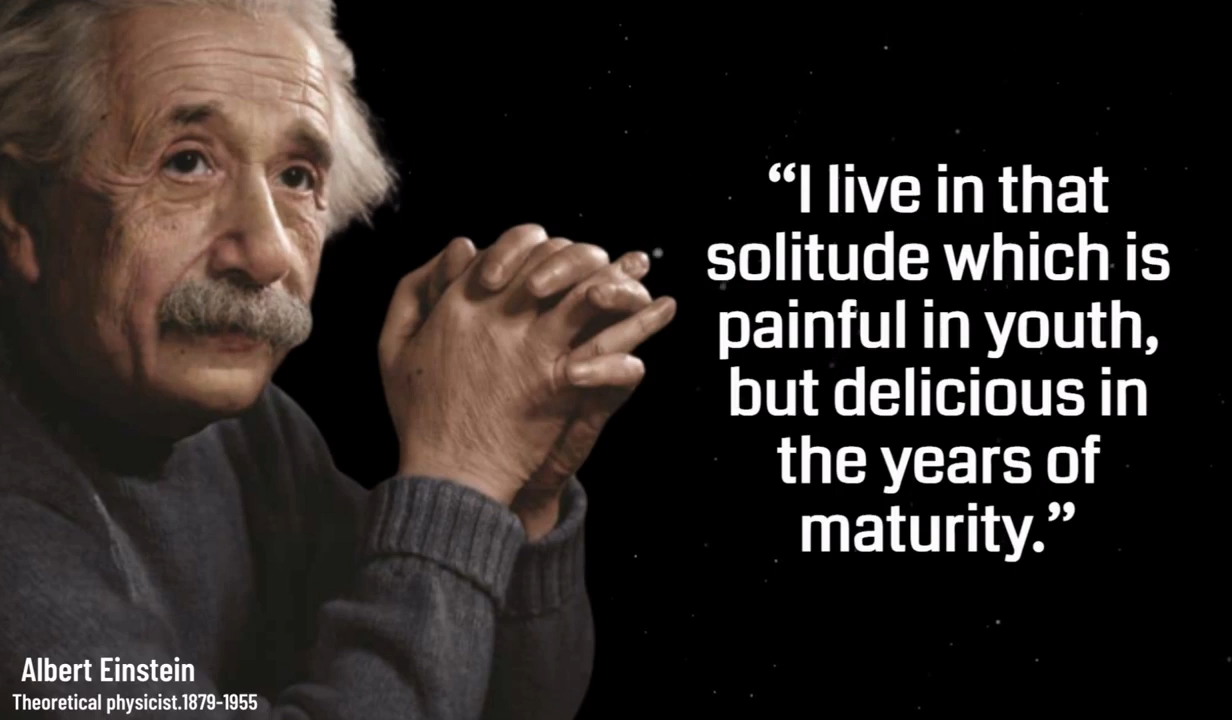 “I live in that
solitude which is
painful in youth,
but delicious in
the years of
maturity.”
Albert Einstein
Theoretical physicist.1879-1955